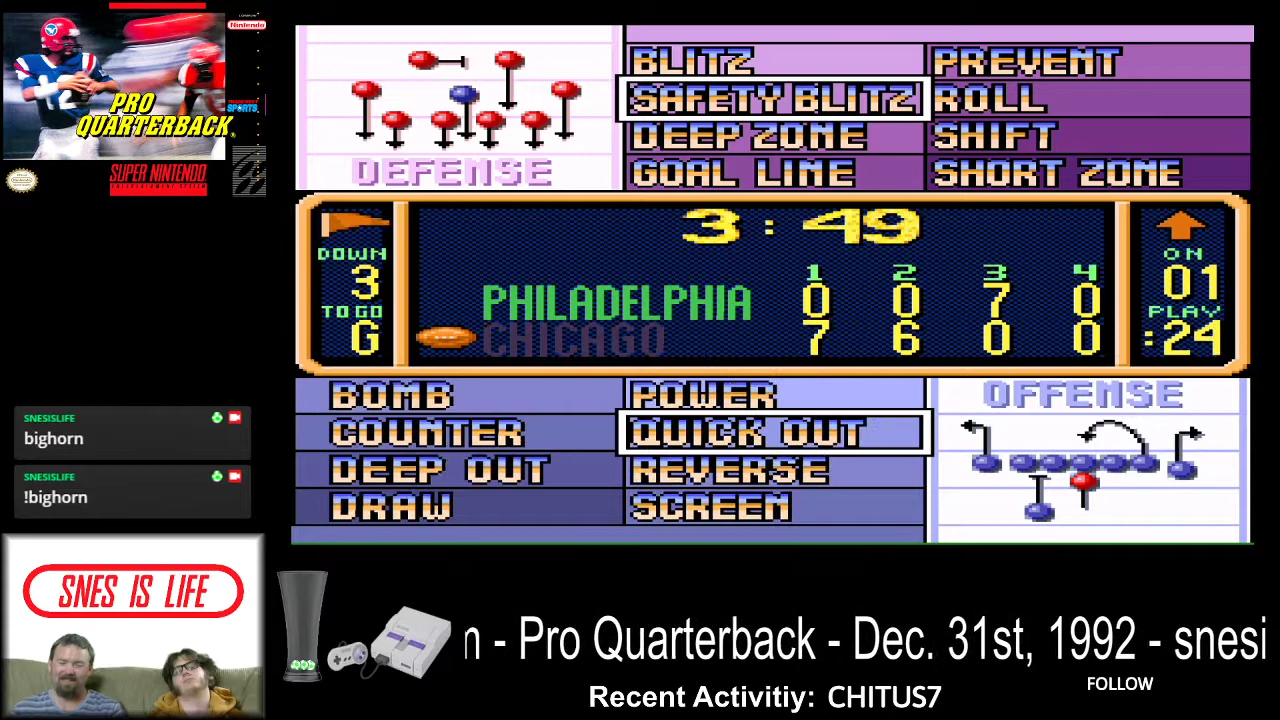 Nintendo
PRO
QUARTERBACK
SPORTS
SUPER NINTENDO
ENTERTAINMENT SYSTEM
DEFENSE
BLITZ
PREVENT
SAFETY BLITZ
ROLL
DEEP ZONE
SHIFT
GOAL LINE
SHORT ZONE
3 : 49
DOWN
3
TO GO
G
1 2 3 4
PHILADELPHIA 0 0 7 0
CHICAGO 7 6 0 0
ON
01
PLAY
:24
BOMB
POWER
COUNTER
QUICK OUT
DEEP OUT
REVERSE
DRAW
SCREEN
OFFENSE
SNESISLIFE
bighorn
SNESISLIFE
!bighorn
SNES IS LIFE
n - Pro Quarterback - Dec. 31st, 1992 - snesi
FOLLOW
Recent Activitiy: CHITUS7